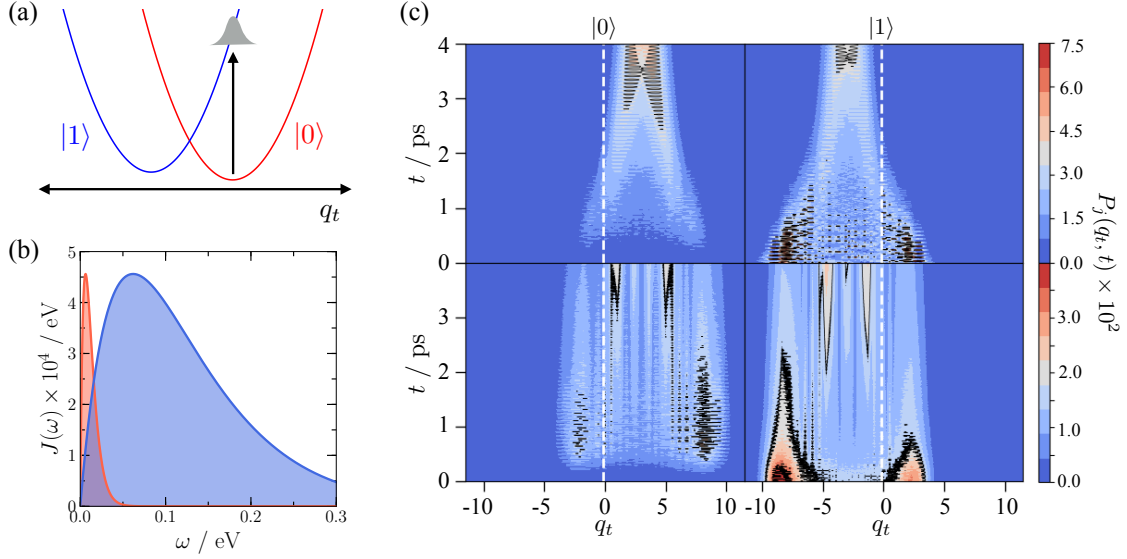 (a)
|1⟩
|0⟩
q_t
(b)
J(ω) × 10^4 / eV
5
4
3
2
1
0
0.0 0.1 0.2 0.3
ω / eV
(c)
|0⟩ |1⟩
t / ps
4
3
2
1
0
t / ps
3
2
1
0
-10 -5 0 5 10
q_t
-10 -5 0 5 10
q_t
7.5
6.0
4.5
3.0
1.5
0.0
3.0
2.0
1.0
0.0
P_j(q_t, t) × 10^2